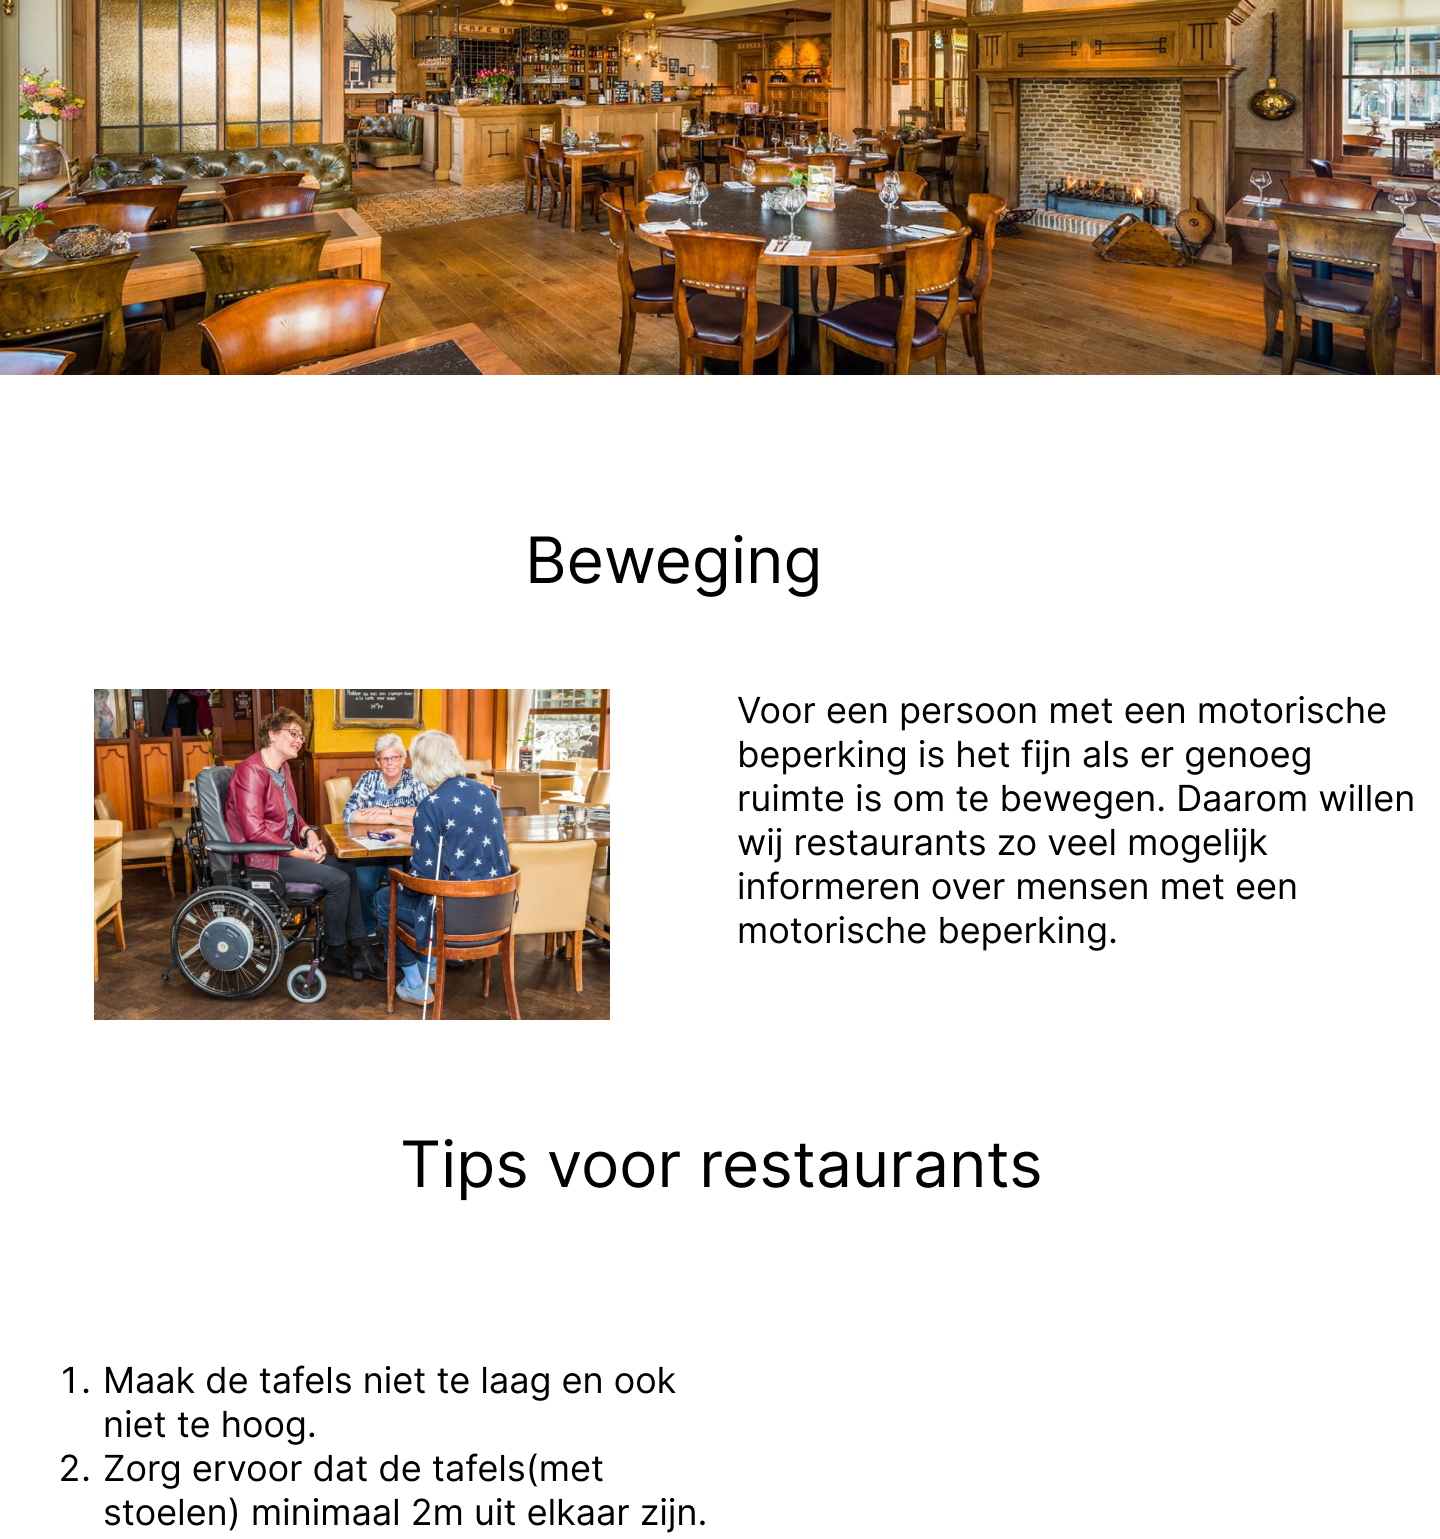 CAFE BA
Beweging
Voor een persoon met een motorische
beperking is het fijn als er genoeg
ruimte is om te bewegen. Daarom willen
wij restaurants zo veel mogelijk
informeren over mensen met een
motorische beperking.
Tips voor restaurants
1. Maak de tafels niet te laag en ook
niet te hoog.
2. Zorg ervoor dat de tafels(met
stoelen) minimaal 2m uit elkaar zijn.